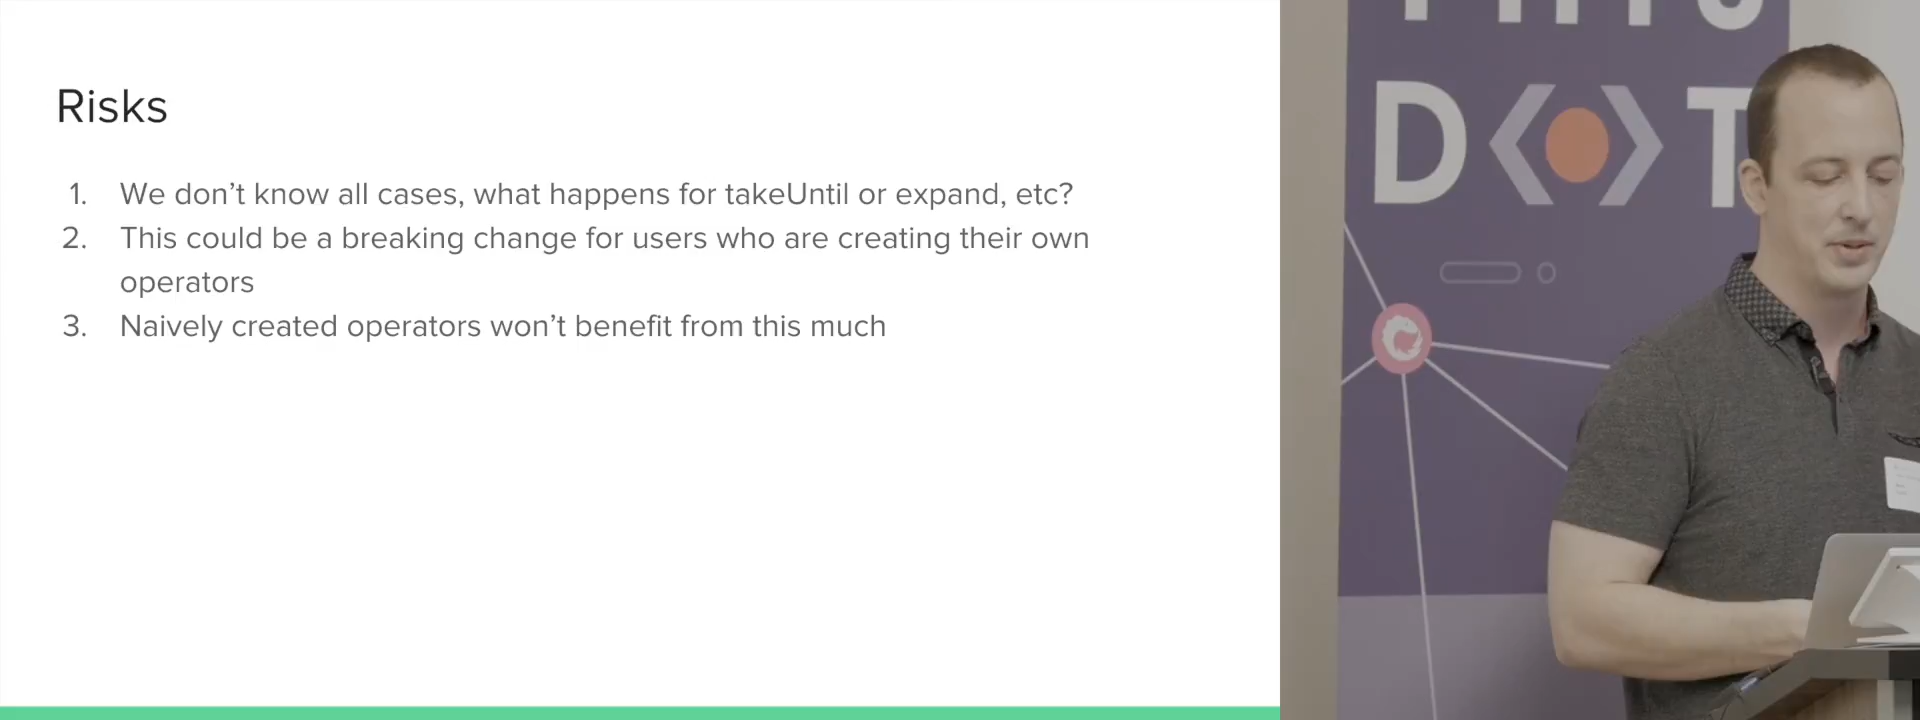 Risks
1. We don’t know all cases, what happens for takeUntil or expand, etc?
2. This could be a breaking change for users who are creating their own
operators
3. Naively created operators won’t benefit from this much
D T